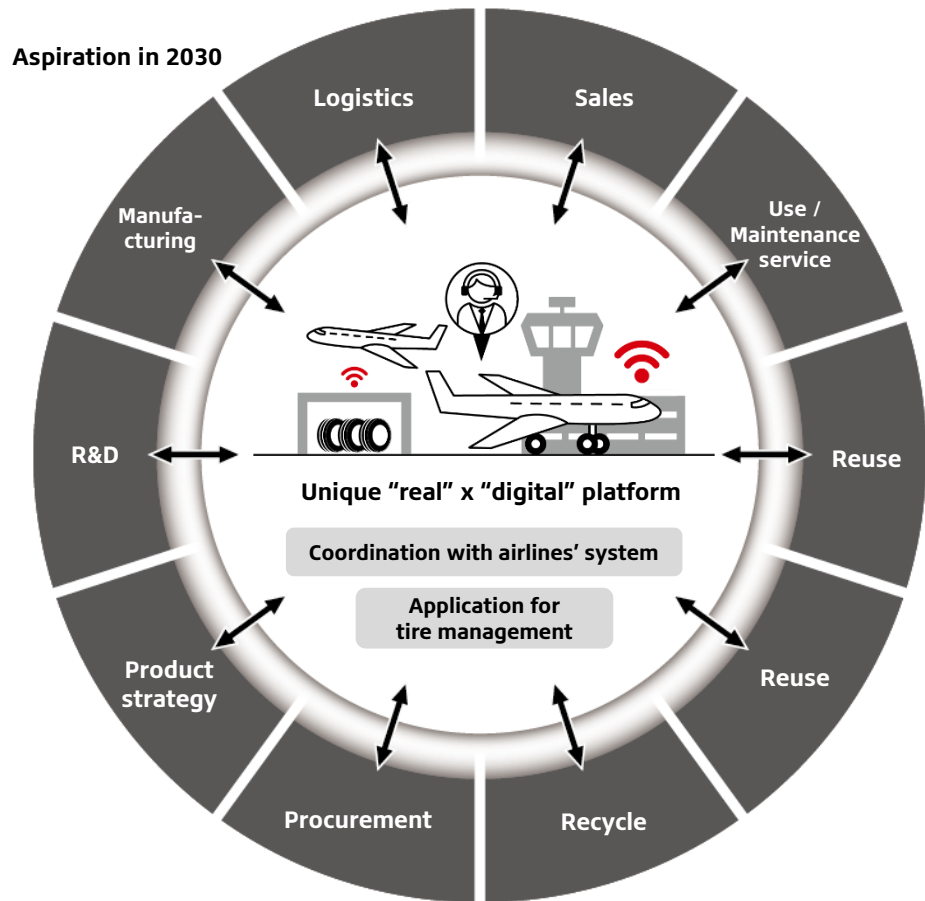 Aspiration in 2030
Logistics
Sales
Use /
Maintenance
service
Reuse
Reuse
Recycle
Procurement
Product
strategy
R&D
Manufa-
cturing
Unique “real” x “digital” platform
Coordination with airlines’ system
Application for
tire management